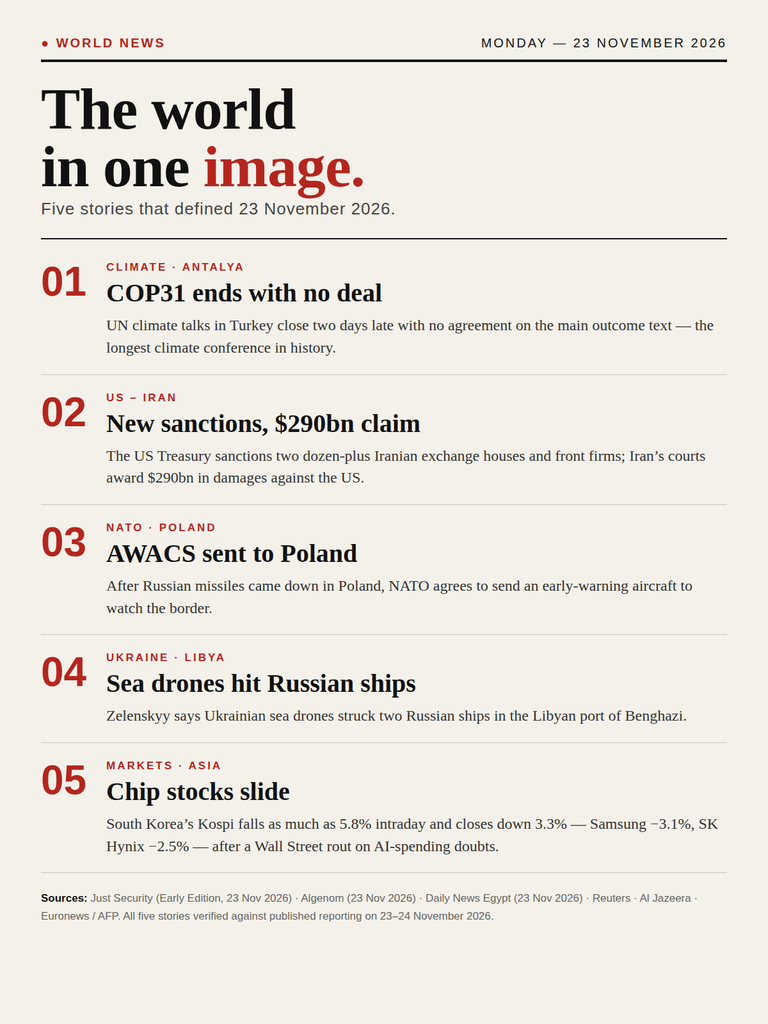 ● WORLD NEWS
MONDAY — 23 NOVEMBER 2026
The world
in one image.
Five stories that defined 23 November 2026.
01
CLIMATE · ANTALYA
COP31 ends with no deal
UN climate talks in Turkey close two days late with no agreement on the main outcome text — the
longest climate conference in history.
02
US – IRAN
New sanctions, $290bn claim
The US Treasury sanctions two dozen-plus Iranian exchange houses and front firms; Iran’s courts
award $290bn in damages against the US.
03
NATO · POLAND
AWACS sent to Poland
After Russian missiles came down in Poland, NATO agrees to send an early-warning aircraft to
watch the border.
04
UKRAINE · LIBYA
Sea drones hit Russian ships
Zelenskyy says Ukrainian sea drones struck two Russian ships in the Libyan port of Benghazi.
05
MARKETS · ASIA
Chip stocks slide
South Korea’s Kospi falls as much as 5.8% intraday and closes down 3.3% — Samsung −3.1%, SK
Hynix −2.5% — after a Wall Street rout on AI-spending doubts.
Sources: Just Security (Early Edition, 23 Nov 2026) · Algenom (23 Nov 2026) · Daily News Egypt (23 Nov 2026) · Reuters · Al Jazeera ·
Euronews / AFP. All five stories verified against published reporting on 23–24 November 2026.